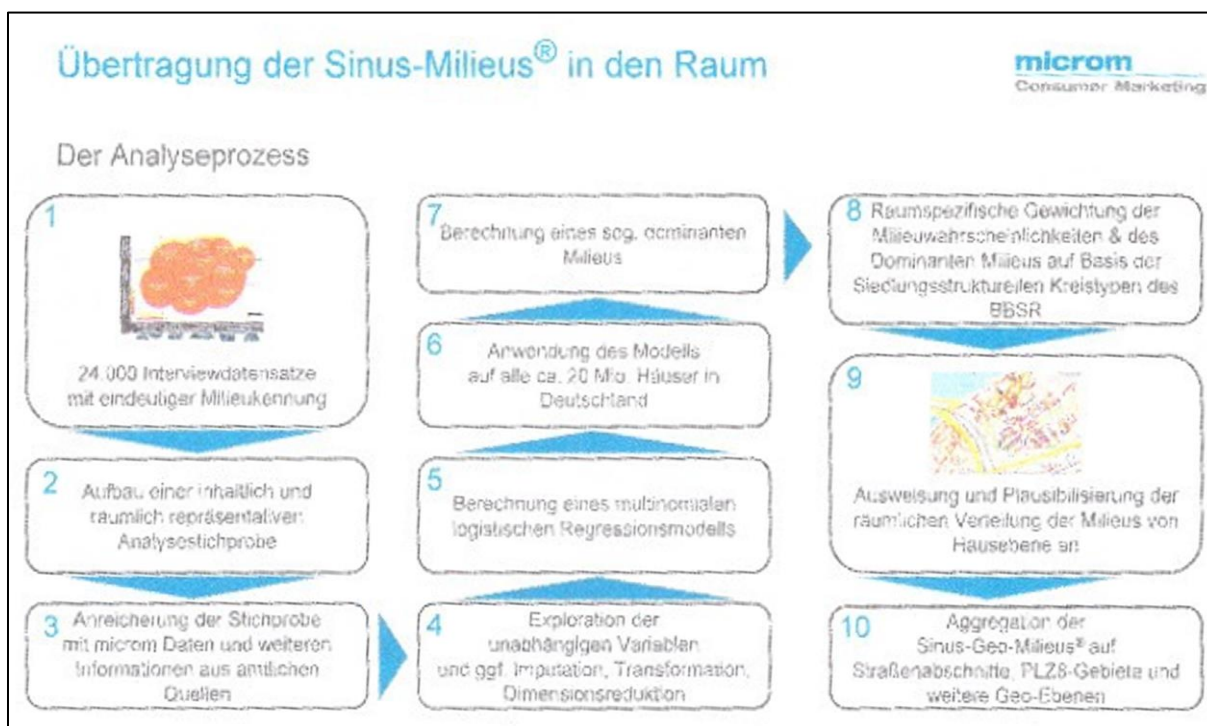 Übertragung der Sinus-Milieus® in den Raum
microm
Consumer Marketing
Der Analyseprozess
1
24.000 Interviewdatensätze
mit eindeutiger Milieukennung
2
Aufbau einer inhaltlich und
räumlich repräsentativen
Analysestichprobe
3
Anreicherung der Stichprobe
mit microm Daten und weiteren
Informationen aus amtlichen
Quellen
4
Exploration der
unabhängigen Variablen
und ggf. Imputation, Transformation,
Dimensionsreduktion
5
Berechnung eines multinomialen
logistischen Regressionsmodells
6
Anwendung des Modells
auf alle ca. 20 Mio. Häuser in
Deutschland
7
Berechnung eines sog. dominanten
Milieus
8
Raumspezifische Gewichtung der
Milieuwahrscheinlichkeiten & des
Dominanten Milieus auf Basis der
Siedlungsstrukturellen Kreistypen des
BBSR
9
Ausweisung und Plausibilisierung der
räumlichen Verteilung der Milieus von
Hausebene an
10
Aggregation der
Sinus-Geo-Milieus® auf
Straßenabschnitte, PLZ8-Gebiete und
weitere Geo-Ebenen